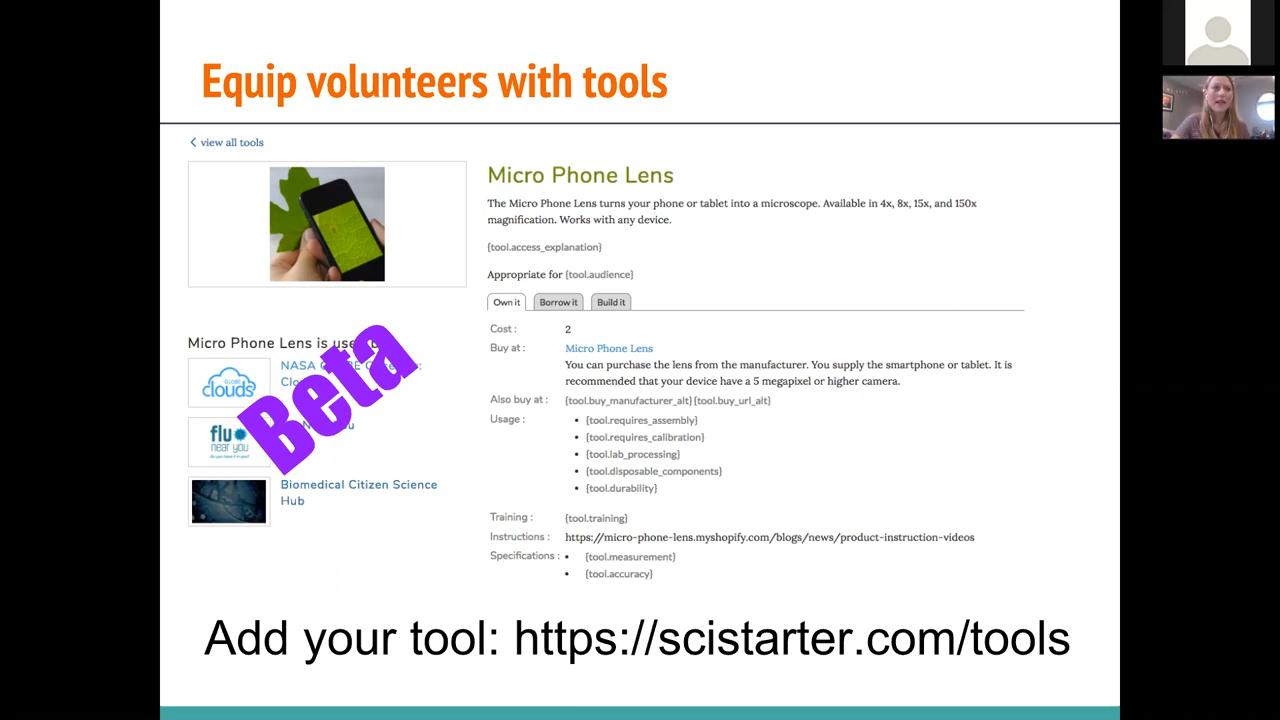 Equip volunteers with tools
view all tools
Micro Phone Lens
The Micro Phone Lens turns your phone or tablet into a microscope. Available in 4x, 8x, 15x, and 150x
magnification. Works with any device.
{tool.access_explanation}
Appropriate for {tool.audience}
Own it
Borrow it
Build it
Cost :
2
Buy at :
Micro Phone Lens
You can purchase the lens from the manufacturer. You supply the smartphone or tablet. It is
recommended that your device have a 5 megapixel or higher camera.
Also buy at :
{tool.buy_manufacturer_alt} {tool.buy_url_alt}
Usage :
{tool.requires_assembly}
{tool.requires_calibration}
{tool.lab_processing}
{tool.disposable_components}
{tool.durability}
Training :
{tool.training}
Instructions :
https://micro-phone-lens.myshopify.com/blogs/news/product-instruction-videos
Specifications :
{tool.measurement}
{tool.accuracy}
Micro Phone Lens is
Beta
GLOBE
clouds
NASA
flu
near you
do you have it in you?
Biomedical Citizen Science
Hub
Add your tool: https://scistarter.com/tools